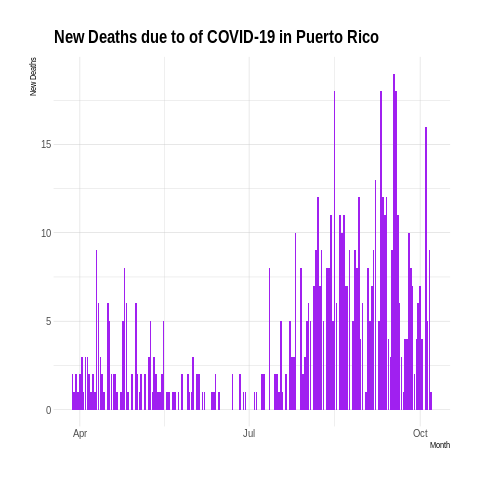 New Deaths due to of COVID-19 in Puerto Rico
New Deaths
15
10
5
0
Apr
Jul
Oct
Month